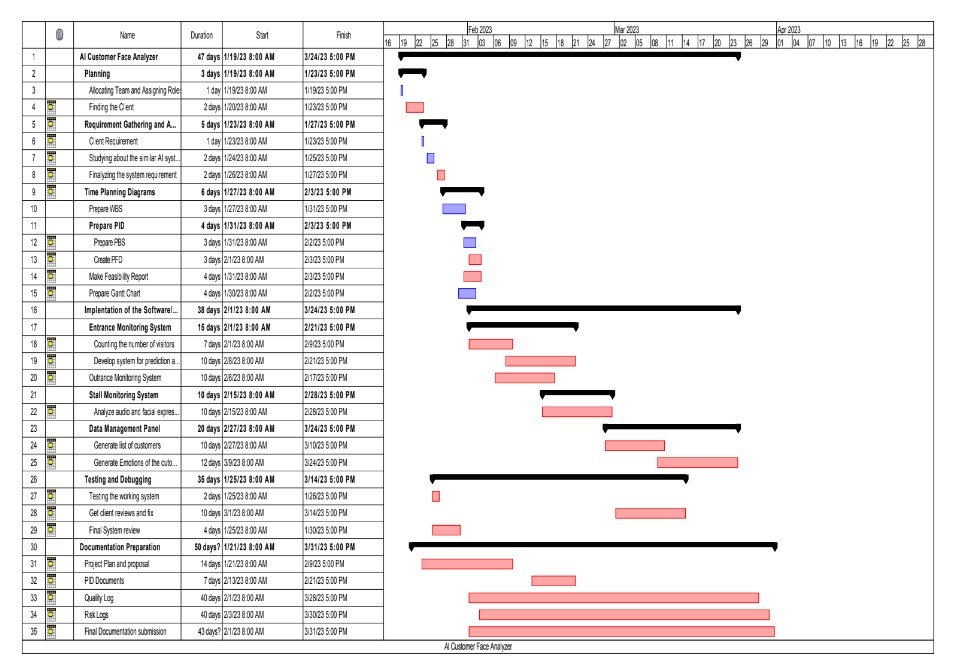 Feb 2023 Mar 2023 Apr 2023
Name Duration Start Finish 16 19 22 25 28 31 03 06 09 12 15 18 21 24 27 02 05 08 11 14 17 20 23 26 29 01 04 07 10 13 16 19 22 25 28
1 AI Customer Face Analyzer 47 days 1/19/23 8:00 AM 3/24/23 5:00 PM
2 Planning 3 days 1/19/23 8:00 AM 1/23/23 5:00 PM
3 Allocating Team and Assigning Roles 1 day 1/19/23 8:00 AM 1/19/23 5:00 PM
4 Finding the Client 2 days 1/20/23 8:00 AM 1/23/23 5:00 PM
5 Requirement Gathering and A... 5 days 1/23/23 8:00 AM 1/27/23 5:00 PM
6 Client Requirement 1 day 1/23/23 8:00 AM 1/23/23 5:00 PM
7 Studying about the similar AI syst... 2 days 1/24/23 8:00 AM 1/25/23 5:00 PM
8 Finalyzing the system requirement 2 days 1/26/23 8:00 AM 1/27/23 5:00 PM
9 Time Planning Diagrams 6 days 1/27/23 8:00 AM 2/3/23 5:00 PM
10 Prepare WBS 3 days 1/27/23 8:00 AM 1/31/23 5:00 PM
11 Prepare PID 4 days 1/31/23 8:00 AM 2/3/23 5:00 PM
12 Prepare PBS 3 days 1/31/23 8:00 AM 2/2/23 5:00 PM
13 Create PFD 3 days 2/1/23 8:00 AM 2/3/23 5:00 PM
14 Make Feasibility Report 4 days 1/31/23 8:00 AM 2/3/23 5:00 PM
15 Prepare Gantt Chart 4 days 1/30/23 8:00 AM 2/2/23 5:00 PM
16 Implentation of the Software/... 38 days 2/1/23 8:00 AM 3/24/23 5:00 PM
17 Entrance Monitoring System 15 days 2/1/23 8:00 AM 2/21/23 5:00 PM
18 Counting the number of visitors 7 days 2/1/23 8:00 AM 2/9/23 5:00 PM
19 Develop system for prediction a... 10 days 2/8/23 8:00 AM 2/21/23 5:00 PM
20 Outrance Monitoring System 10 days 2/6/23 8:00 AM 2/17/23 5:00 PM
21 Stall Monitoring System 10 days 2/15/23 8:00 AM 2/28/23 5:00 PM
22 Analyze audio and facial expres... 10 days 2/15/23 8:00 AM 2/28/23 5:00 PM
23 Data Management Panel 20 days 2/27/23 8:00 AM 3/24/23 5:00 PM
24 Generate list of customers 10 days 2/27/23 8:00 AM 3/10/23 5:00 PM
25 Generate Emotions of the cuto... 12 days 3/9/23 8:00 AM 3/24/23 5:00 PM
26 Testing and Debugging 35 days 1/25/23 8:00 AM 3/14/23 5:00 PM
27 Testing the working system 2 days 1/25/23 8:00 AM 1/26/23 5:00 PM
28 Get client reviews and fix 10 days 3/1/23 8:00 AM 3/14/23 5:00 PM
29 Final System review 4 days 1/25/23 8:00 AM 1/30/23 5:00 PM
30 Documentation Preparation 50 days? 1/21/23 8:00 AM 3/31/23 5:00 PM
31 Project Plan and proposal 14 days 1/21/23 8:00 AM 2/9/23 5:00 PM
32 PID Documents 7 days 2/13/23 8:00 AM 2/21/23 5:00 PM
33 Quality Log 40 days 2/1/23 8:00 AM 3/28/23 5:00 PM
34 Risk Logs 40 days 2/3/23 8:00 AM 3/30/23 5:00 PM
35 Final Documentation submission 43 days? 2/1/23 8:00 AM 3/31/23 5:00 PM
AI Customer Face Analyzer